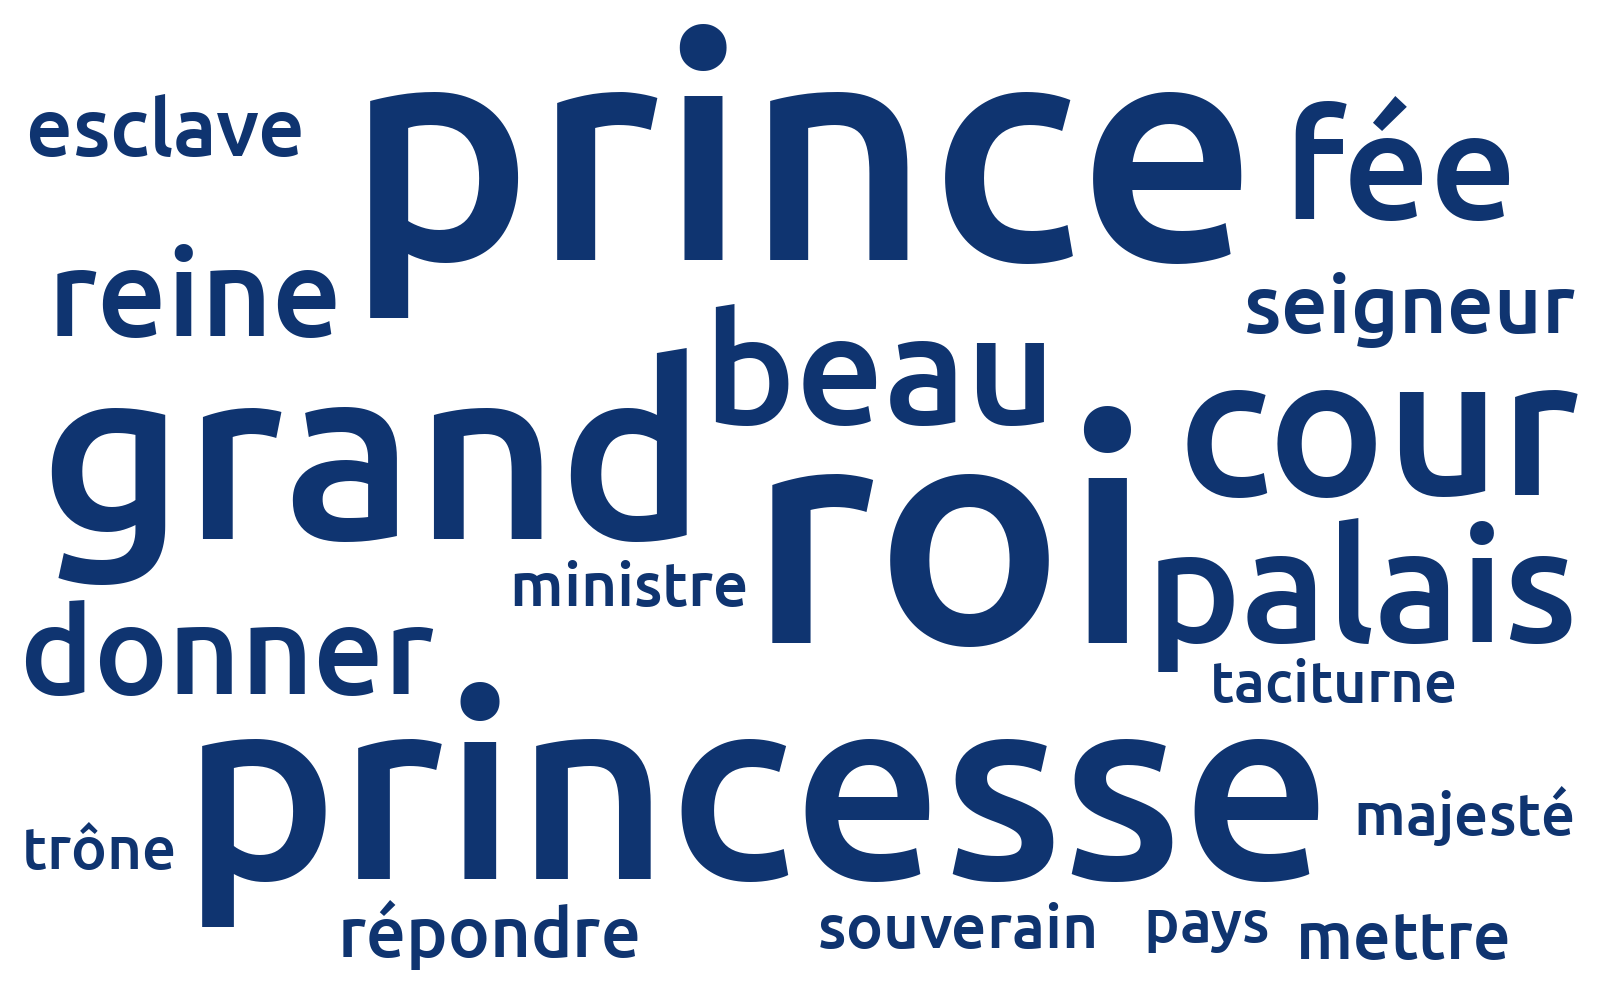 prince
esclave
fée
reine
seigneur
beau
grand
cour
roi
palais
ministre
donner
taciturne
princesse
majesté
trône
répondre
souverain
pays
mettre